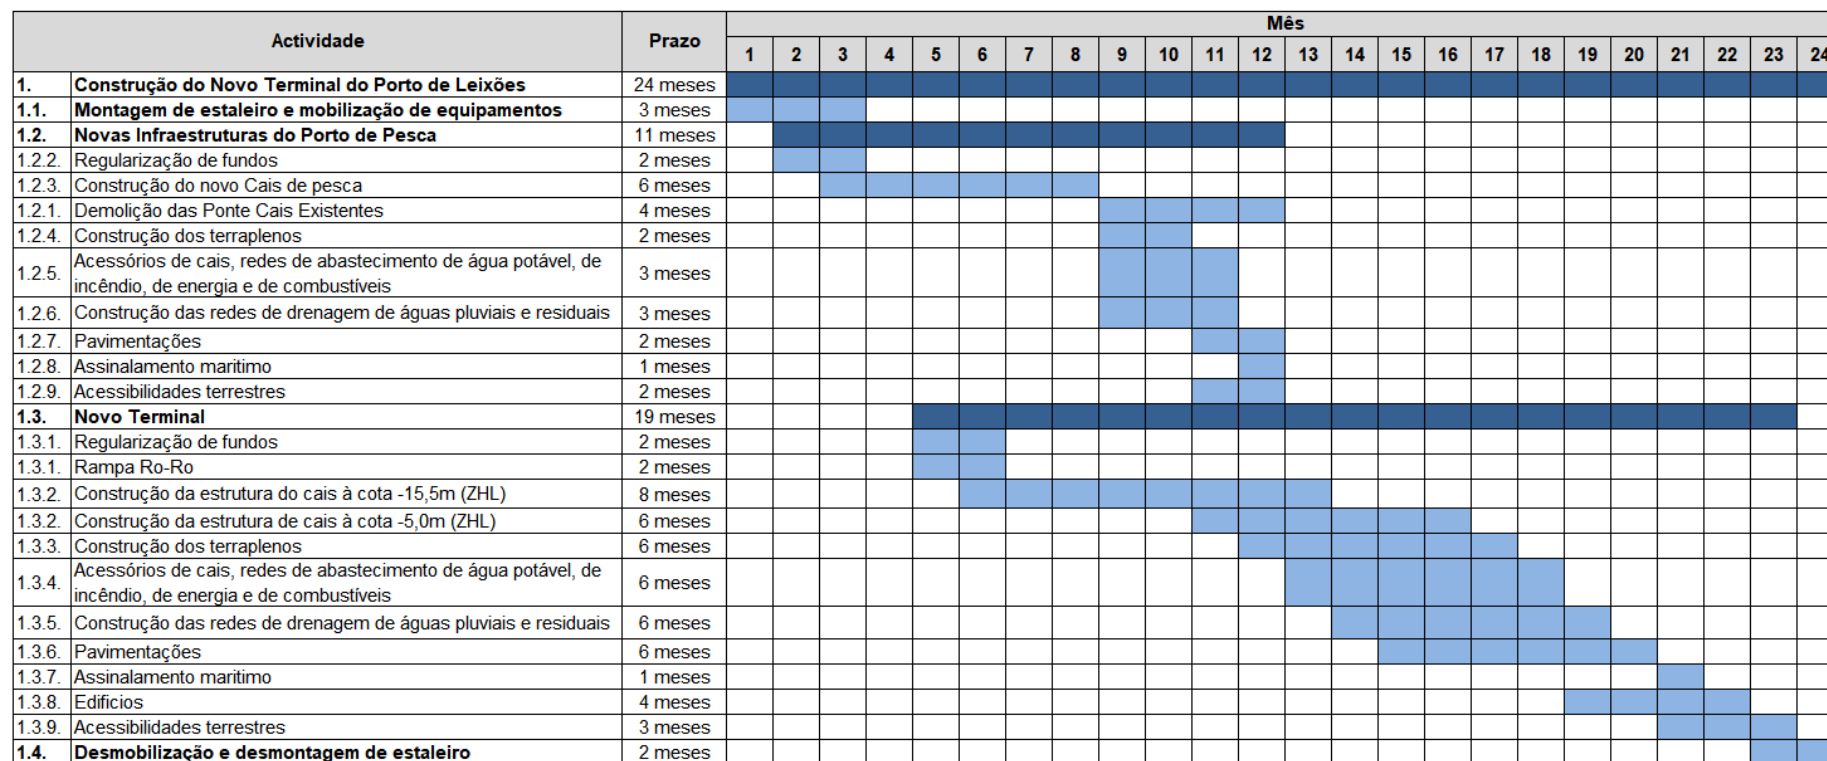 Actividade Prazo Mês
1 2 3 4 5 6 7 8 9 10 11 12 13 14 15 16 17 18 19 20 21 22 23 24
1. Construção do Novo Terminal do Porto de Leixões 24 meses
1.1. Montagem de estaleiro e mobilização de equipamentos 3 meses
1.2. Novas Infraestruturas do Porto de Pesca 11 meses
1.2.2. Regularização de fundos 2 meses
1.2.3. Construção do novo Cais de pesca 6 meses
1.2.1. Demolição das Ponte Cais Existentes 4 meses
1.2.4. Construção dos terraplenos 2 meses
1.2.5. Acessórios de cais, redes de abastecimento de água potável, de
incêndio, de energia e de combustíveis 3 meses
1.2.6. Construção das redes de drenagem de águas pluviais e residuais 3 meses
1.2.7. Pavimentações 2 meses
1.2.8. Assinalamento maritimo 1 meses
1.2.9. Acessibilidades terrestres 2 meses
1.3. Novo Terminal 19 meses
1.3.1. Regularização de fundos 2 meses
1.3.1. Rampa Ro-Ro 2 meses
1.3.2. Construção da estrutura do cais à cota -15,5m (ZHL) 8 meses
1.3.2. Construção da estrutura de cais à cota -5,0m (ZHL) 6 meses
1.3.3. Construção dos terraplenos 6 meses
1.3.4. Acessórios de cais, redes de abastecimento de água potável, de
incêndio, de energia e de combustíveis 6 meses
1.3.5. Construção das redes de drenagem de águas pluviais e residuais 6 meses
1.3.6. Pavimentações 6 meses
1.3.7. Assinalamento maritimo 1 meses
1.3.8. Edificios 4 meses
1.3.9. Acessibilidades terrestres 3 meses
1.4. Desmobilização e desmontagem de estaleiro 2 meses